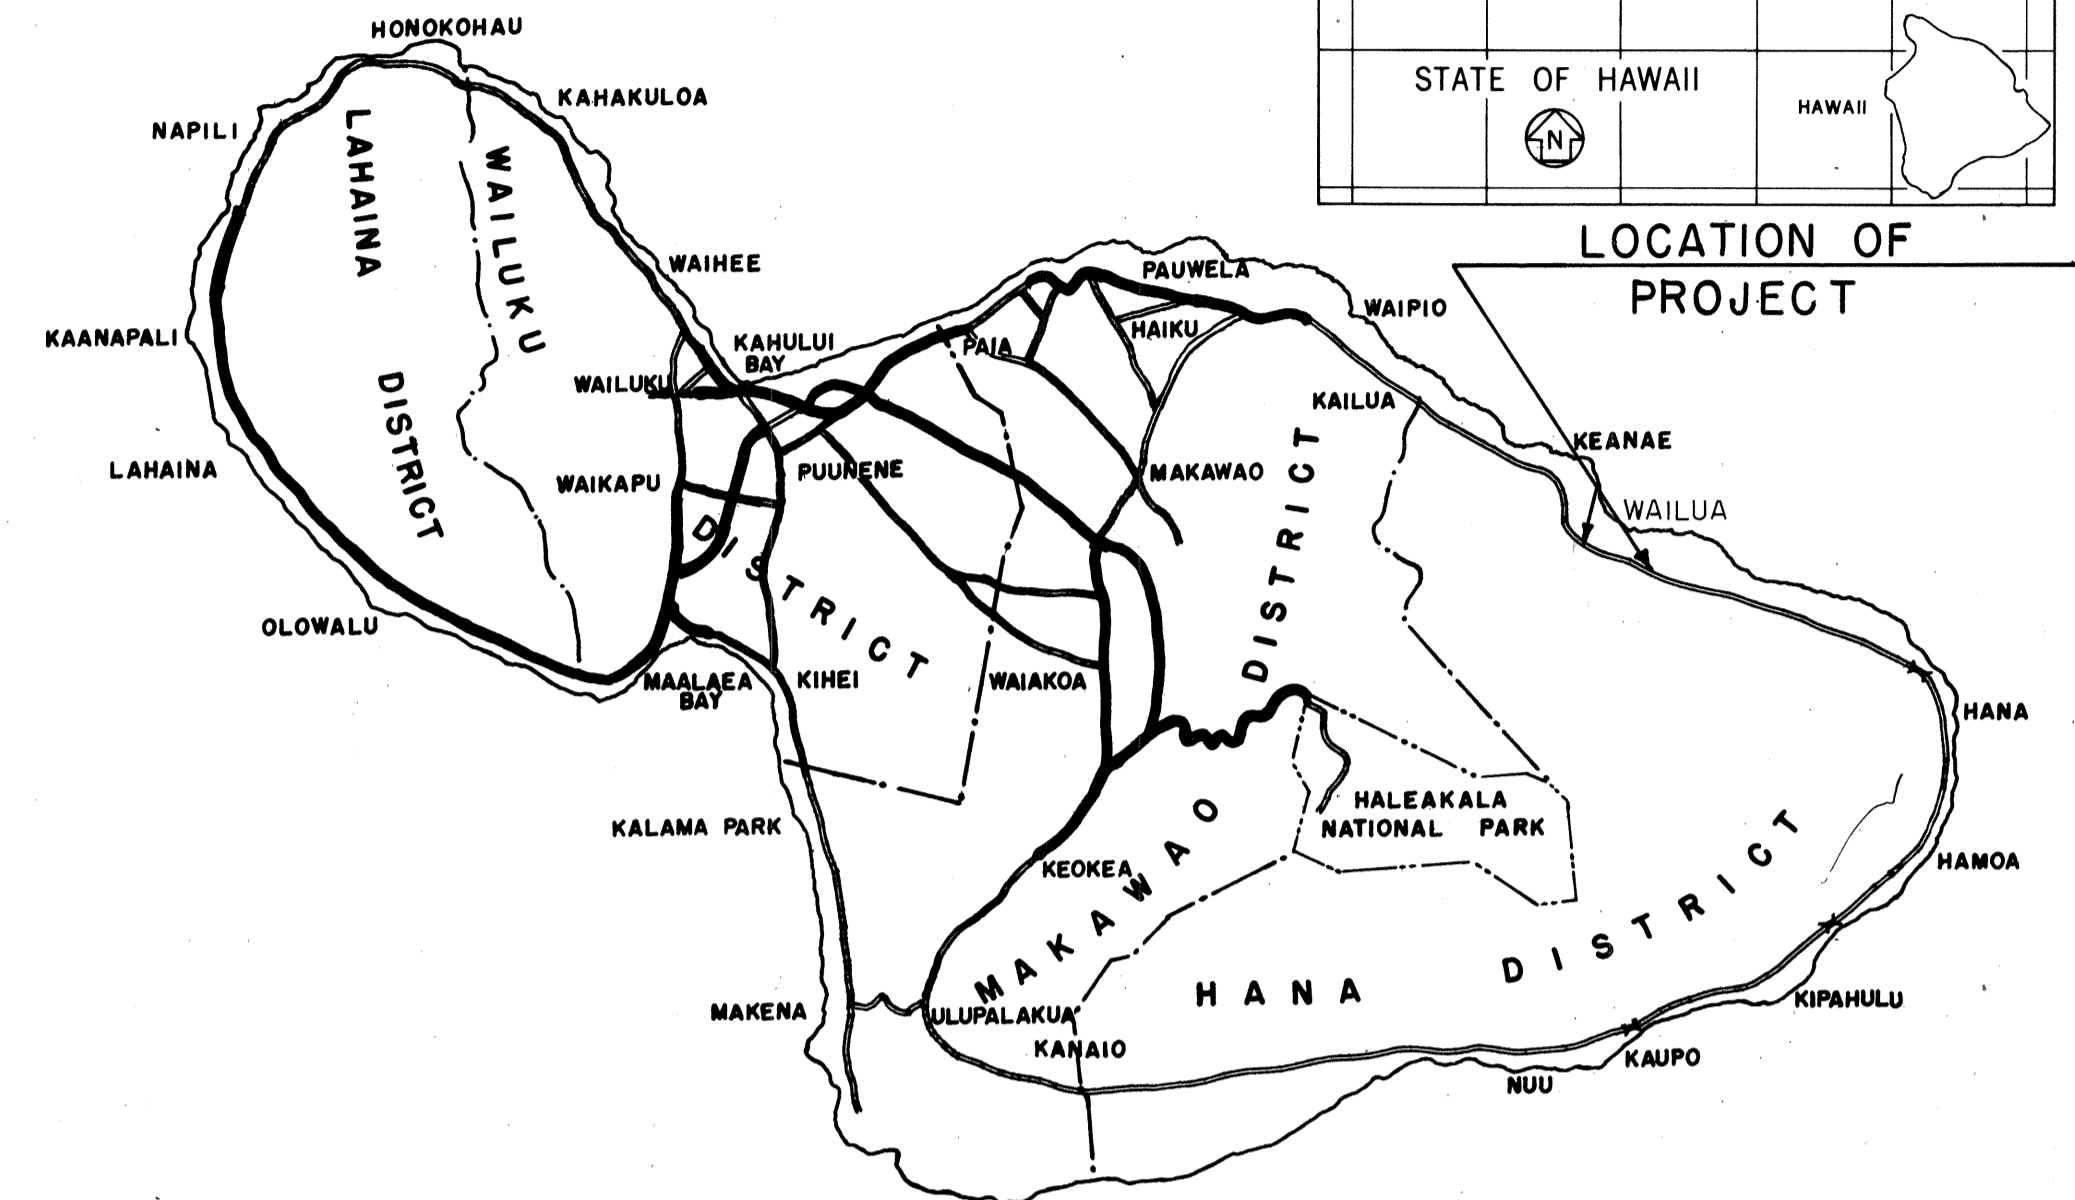 HONOKOHAU
KAHAKULOA
NAPILI
LAHAINA
DISTRICT
WAILUKU
DISTRICT
STATE OF HAWAII
N
HAWAII
LOCATION OF
PROJECT
WAIHEE
KAANAPALI
KAHULUI
BAY
WAILUKU
PAUWELA
HAIKU
PAIA
WAIPIO
KAILUA
KEANAE
WAILUA
LAHAINA
WAIKAPU
PUUNENE
MAKAWAO
DISTRICT
OLOWALU
MAALAEA
BAY
KIHEI
WAIAKOA
HANA
KALAMA PARK
HALEAKALA
NATIONAL PARK
KEOKEA
MAKAWAO
HAMOA
HANA DISTRICT
MAKENA
ULUPALAKUA
KANAIO
KIPAHULU
KAUPO
NUU